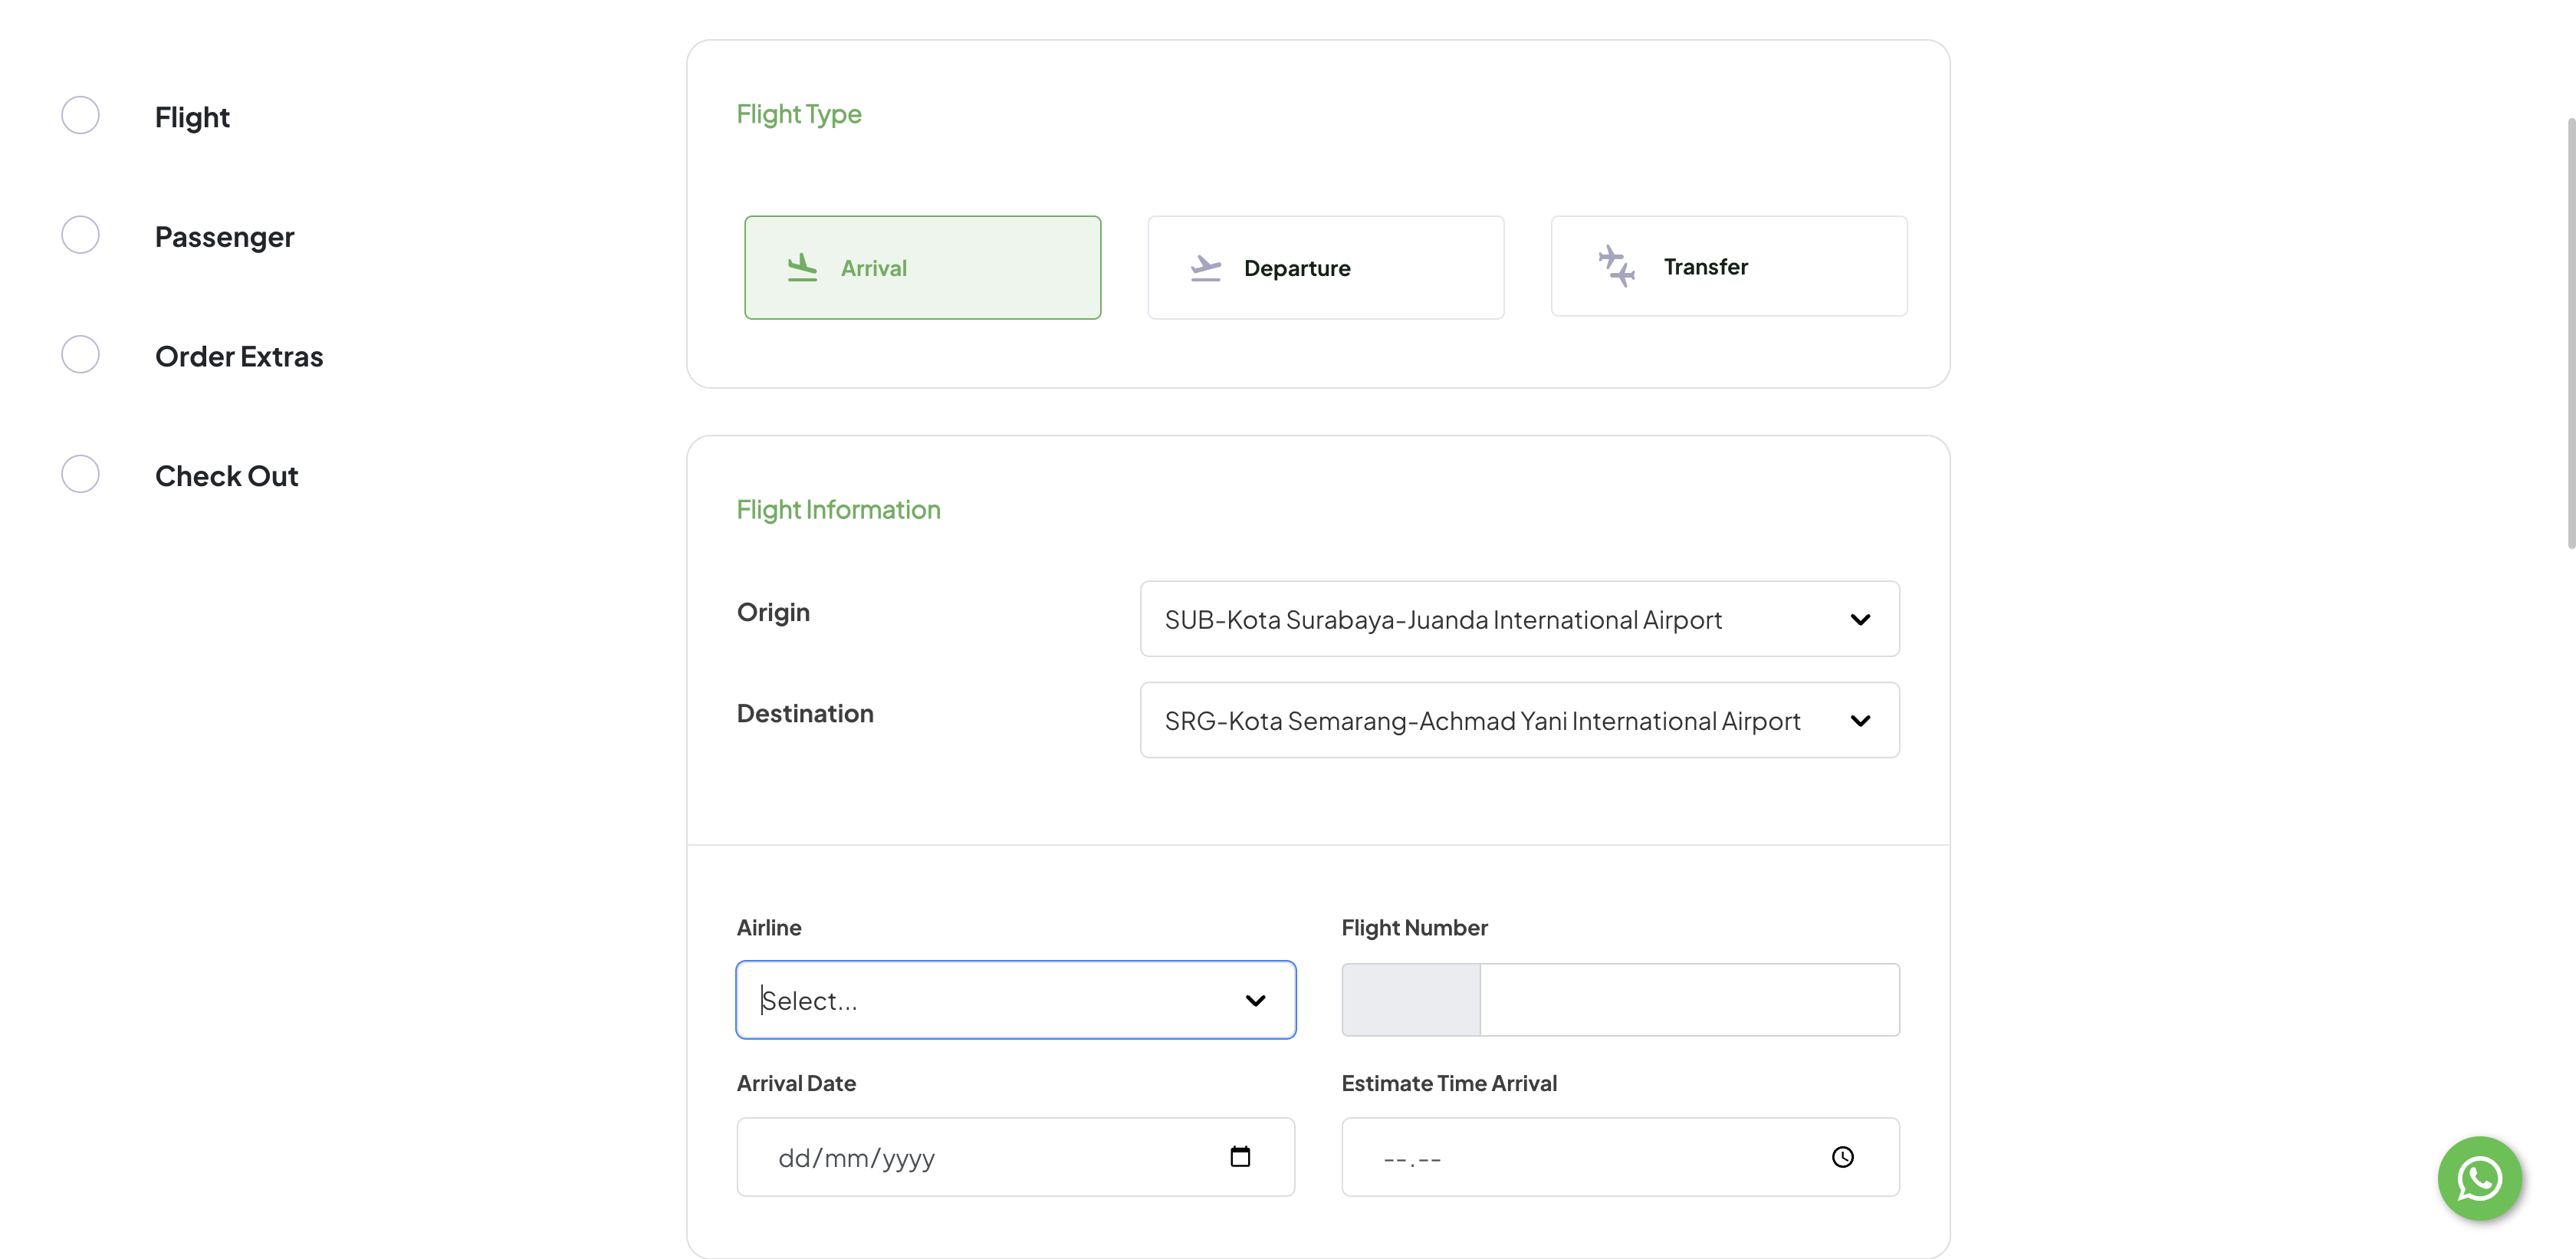 Flight
Passenger
Order Extras
Check Out
Flight Type
Arrival
Departure
Transfer
Flight Information
Origin
SUB-Kota Surabaya-Juanda International Airport
Destination
SRG-Kota Semarang-Achmad Yani International Airport
Airline
Flight Number
Select...
Arrival Date
Estimate Time Arrival
dd/mm/yyyy
--.--